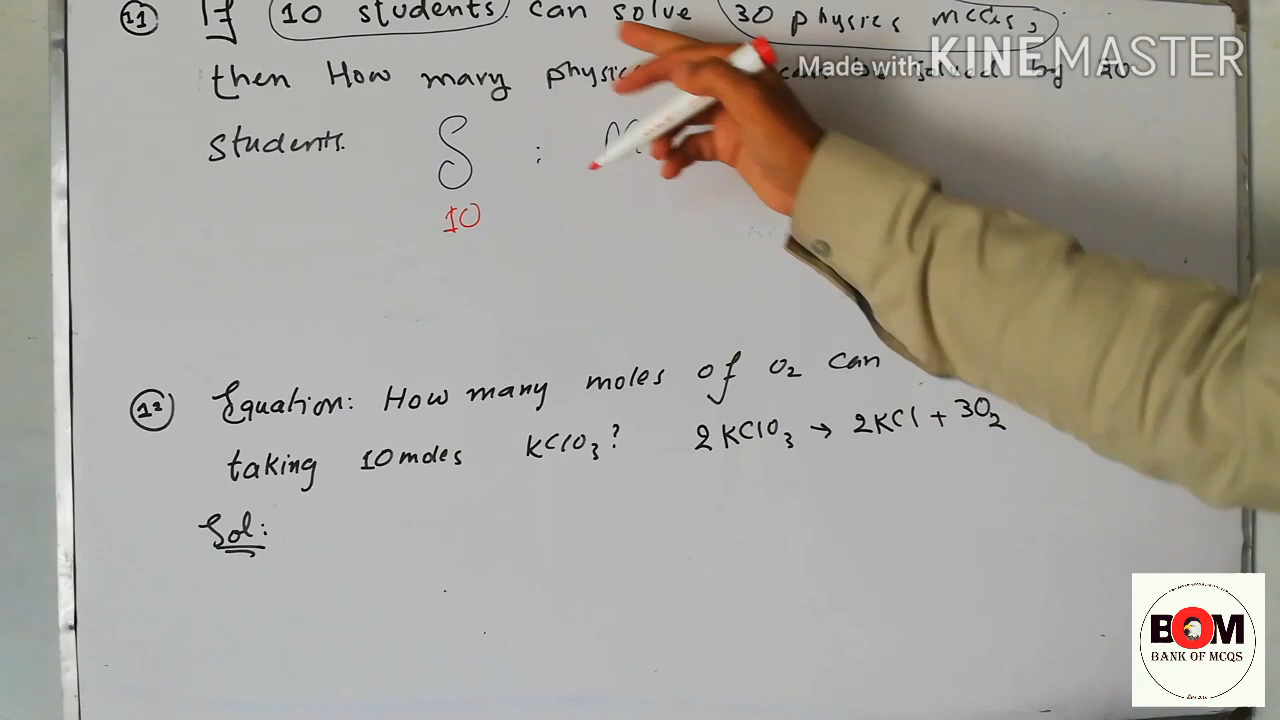 11 If 10 students can solve 30 physics mcqs,
Made with KINEMASTER
then How many physics by
students. S : M
10
12 Equation: How many moles of O2 can
taking 10 moles KClO3? 2KClO3 → 2KCl + 3O2
Sol:
BOM
BANK OF MCQS